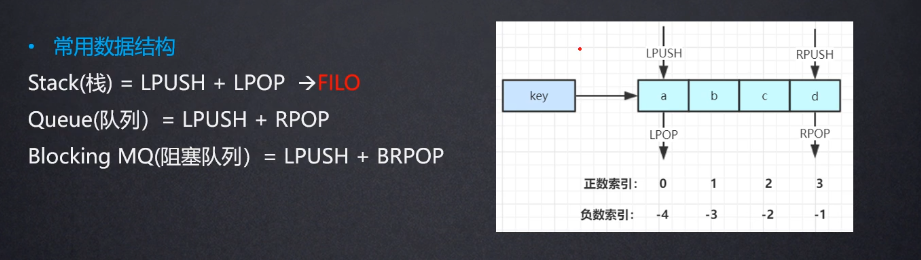 • 常用数据结构
Stack(栈) = LPUSH + LPOP →FILO
Queue(队列）= LPUSH + RPOP
Blocking MQ(阻塞队列）= LPUSH + BRPOP
LPUSH RPUSH
key a b c d
LPOP RPOP
正数索引： 0 1 2 3
负数索引： -4 -3 -2 -1